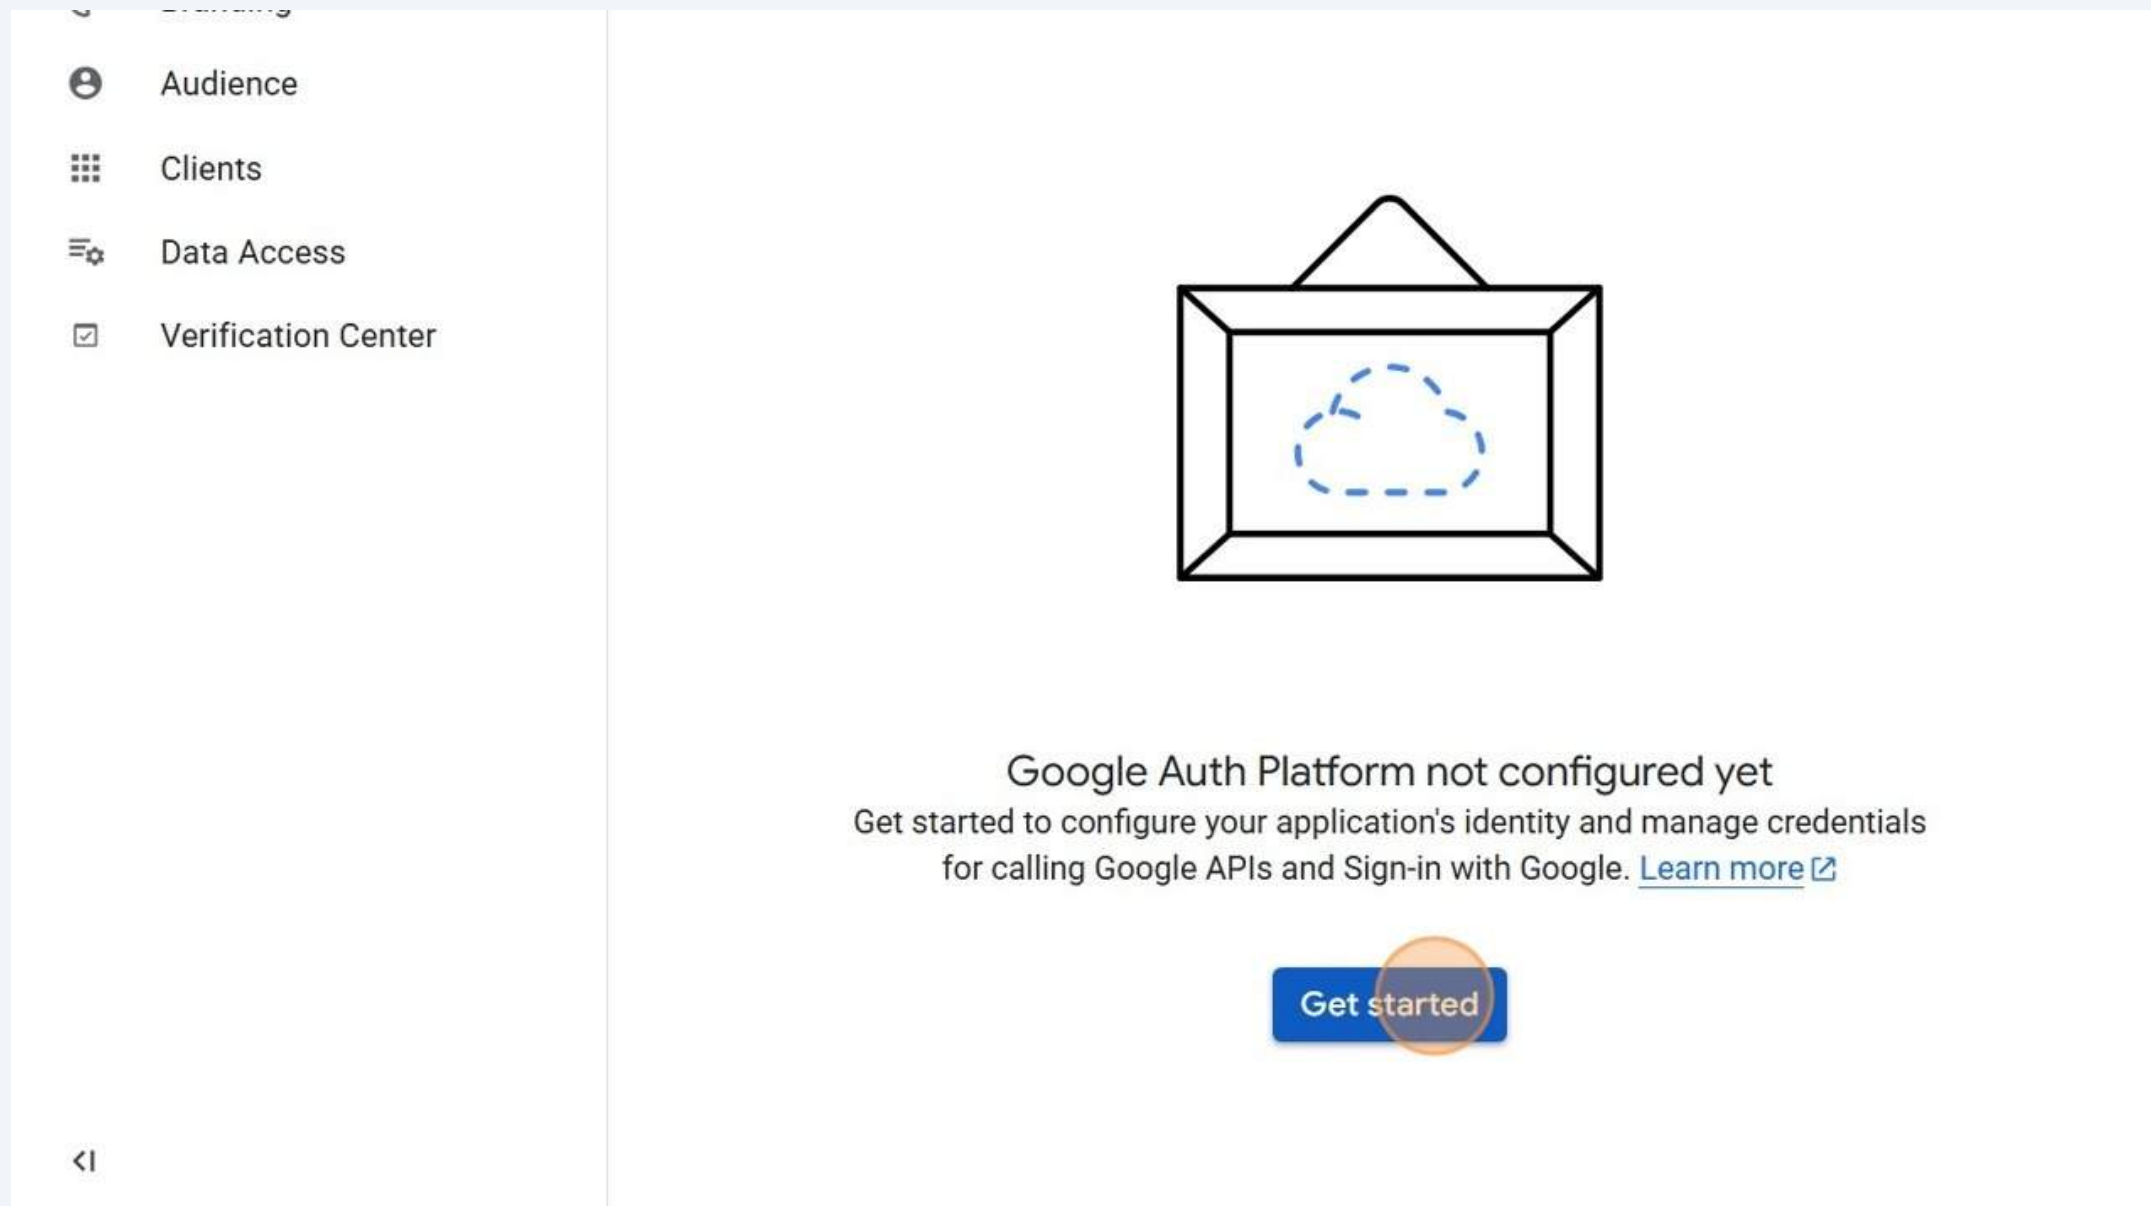 Audience
Clients
Data Access
Verification Center
Google Auth Platform not configured yet
Get started to configure your application's identity and manage credentials
for calling Google APIs and Sign-in with Google. Learn more
Get started